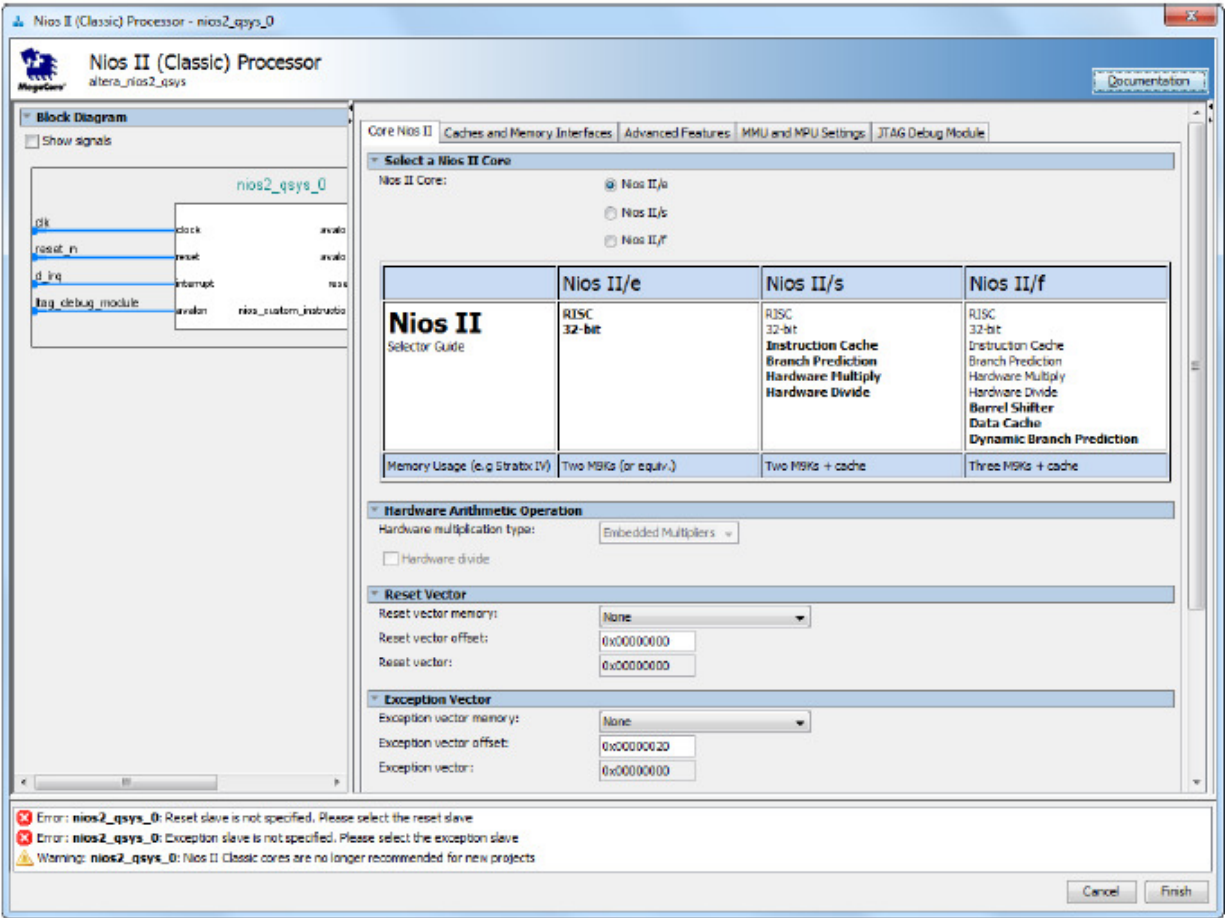 Nios II (Classic) Processor - nios2_qsys_0
Nios II (Classic) Processor
altera_nios2_qsys
MegaCore
Documentation
Block Diagram
Show signals
nios2_qsys_0
clk
reset_n
d_irq
jtag_debug_module
clock
reset
interrupt
avalon
avalo
avalo
rese
nios_custom_instructio
Core Nios II
Caches and Memory Interfaces
Advanced Features
MMU and MPU Settings
JTAG Debug Module
Select a Nios II Core
Nios II Core:
Nios II/e
Nios II/s
Nios II/f
Nios II/e
Nios II/s
Nios II/f
Nios II
Selector Guide
RISC
32-bit
RISC
32-bit
Instruction Cache
Branch Prediction
Hardware Multiply
Hardware Divide
RISC
32-bit
Instruction Cache
Branch Prediction
Hardware Multiply
Hardware Divide
Barrel Shifter
Data Cache
Dynamic Branch Prediction
Memory Usage (e.g Stratix IV)
Two M9Ks (or equiv.)
Two M9Ks + cache
Three M9Ks + cache
Hardware Arithmetic Operation
Hardware multiplication type:
Embedded Multipliers
Hardware divide
Reset Vector
Reset vector memory:
None
Reset vector offset:
0x00000000
Reset vector:
0x00000000
Exception Vector
Exception vector memory:
None
Exception vector offset:
0x00000020
Exception vector:
0x00000000
Error: nios2_qsys_0: Reset slave is not specified. Please select the reset slave
Error: nios2_qsys_0: Exception slave is not specified. Please select the exception slave
Warning: nios2_qsys_0: Nios II Classic cores are no longer recommended for new projects
Cancel
Finish